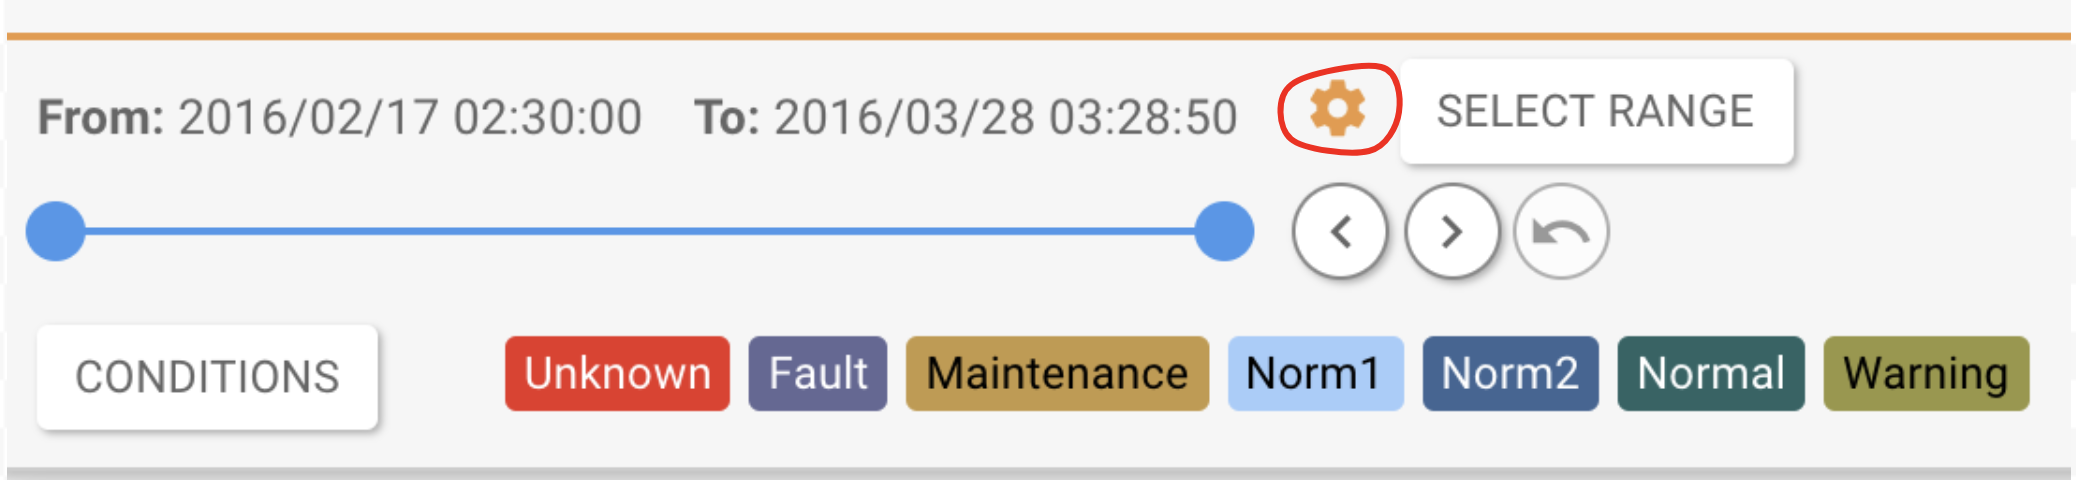 From: 2016/02/17 02:30:00 To: 2016/03/28 03:28:50 SELECT RANGE
CONDITIONS Unknown Fault Maintenance Norm1 Norm2 Normal Warning